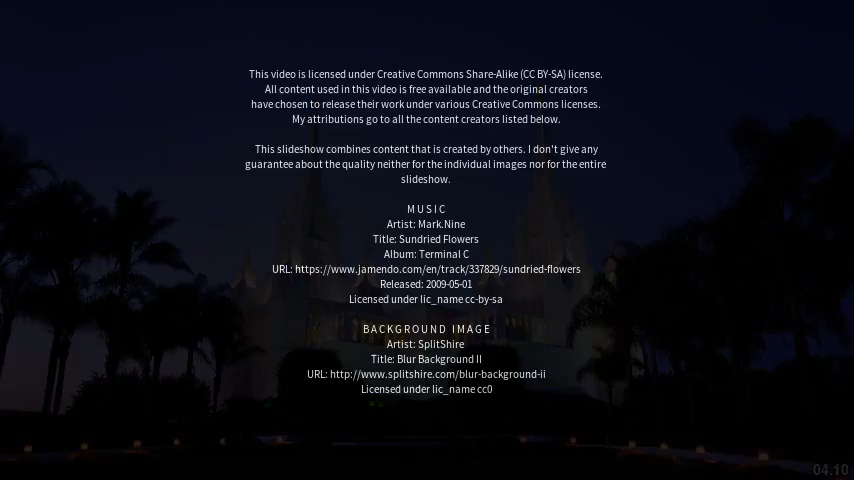 This video is licensed under Creative Commons Share-Alike (CC BY-SA) license.
All content used in this video is free available and the original creators
have chosen to release their work under various Creative Commons licenses.
My attributions go to all the content creators listed below.
This slideshow combines content that is created by others. I don't give any
guarantee about the quality neither for the individual images nor for the entire
slideshow.
MUSIC
Artist: Mark.Nine
Title: Sundried Flowers
Album: Terminal C
URL: https://www.jamendo.com/en/track/337829/sundried-flowers
Released: 2009-05-01
Licensed under lic_name cc-by-sa
BACKGROUND IMAGE
Artist: SplitShire
Title: Blur Background II
URL: http://www.splitshire.com/blur-background-ii
Licensed under lic_name cc0
04.10